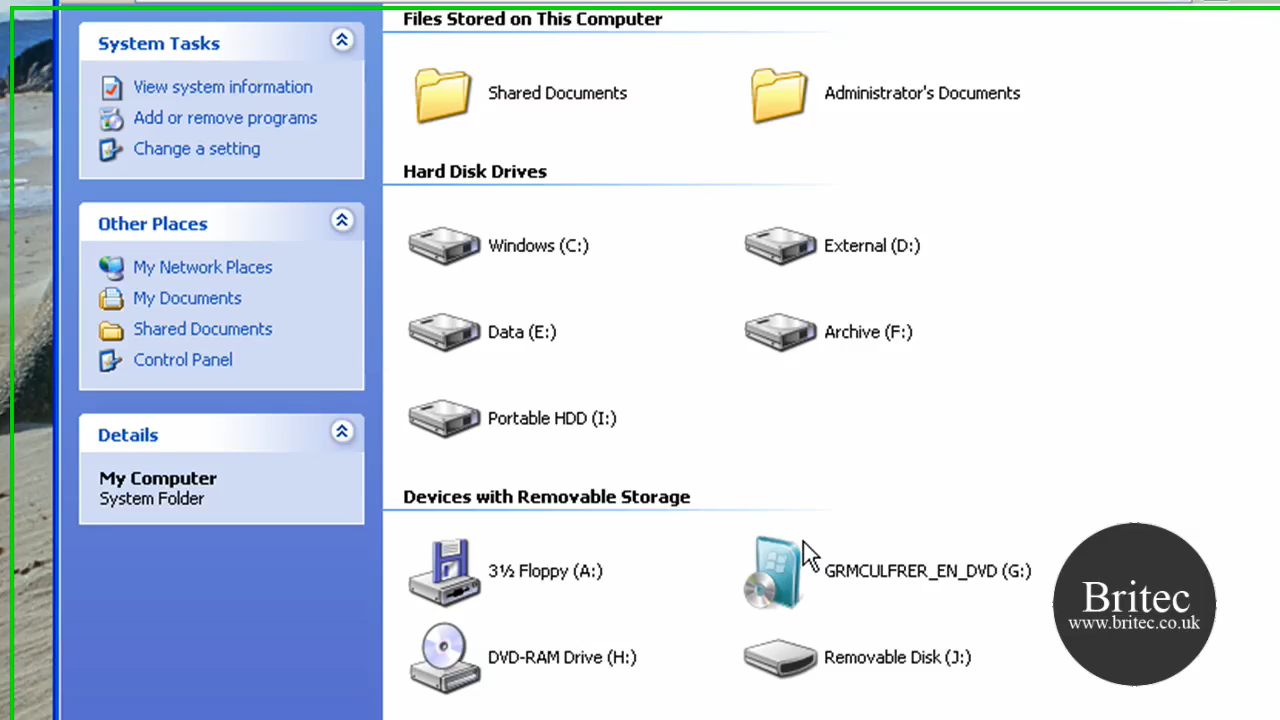 System Tasks
View system information
Add or remove programs
Change a setting
Other Places
My Network Places
My Documents
Shared Documents
Control Panel
Details
My Computer
System Folder
Files Stored on This Computer
Shared Documents
Administrator's Documents
Hard Disk Drives
Windows (C:)
External (D:)
Data (E:)
Archive (F:)
Portable HDD (I:)
Devices with Removable Storage
3½ Floppy (A:)
GRMCULFRER_EN_DVD (G:)
DVD-RAM Drive (H:)
Removable Disk (J:)
Britec
www.britec.co.uk